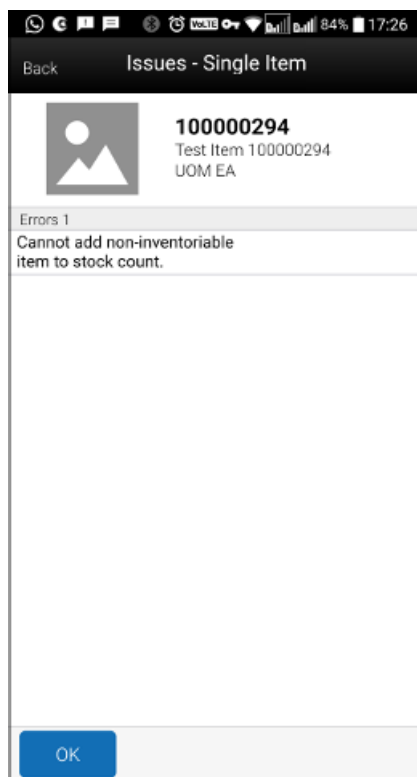 VoLTE 84% 17:26
Back Issues - Single Item
100000294
Test Item 100000294
UOM EA
Errors 1
Cannot add non-inventoriable
item to stock count.
OK